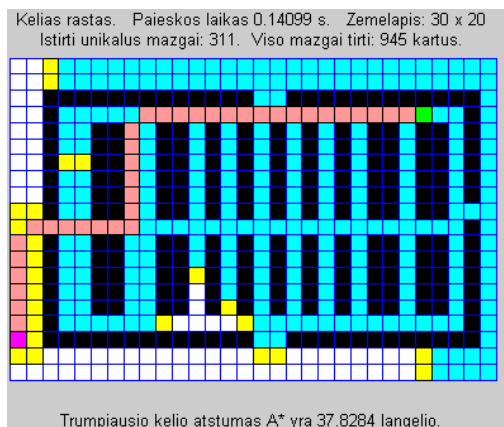 Kelias rastas. Paieskos laikas 0.14099 s. Zemelapis: 30 x 20
Istirti unikalus mazgai: 311. Viso mazgai tirti: 945 kartus.
Trumpiausio kelio atstumas A* yra 37.8284 langelio.